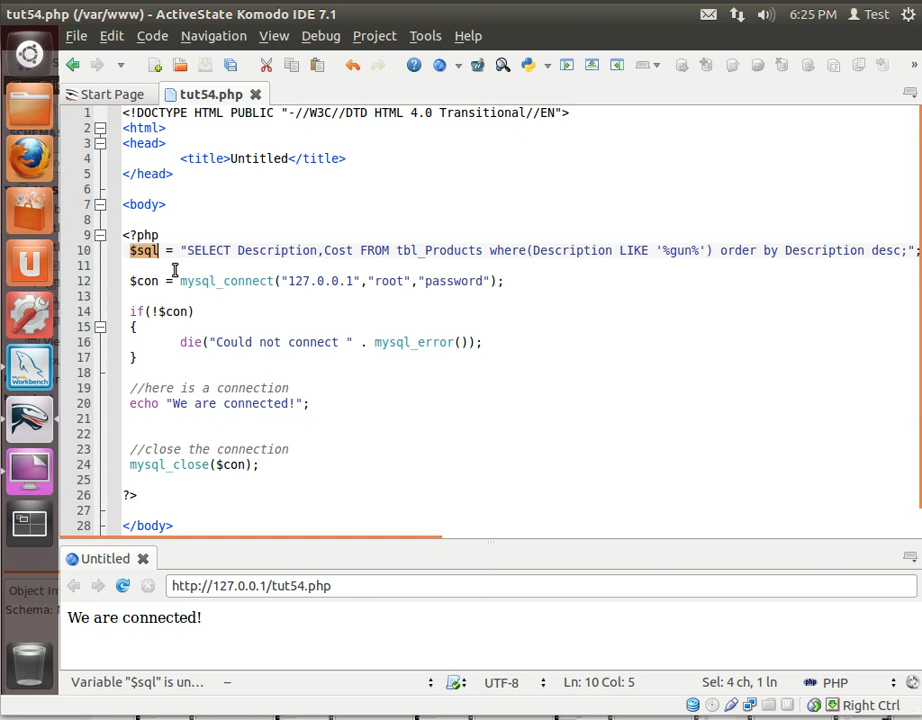 tut54.php (/var/www) - ActiveState Komodo IDE 7.1
6:25 PM Test
File Edit Code Navigation View Debug Project Tools Help
Start Page tut54.php
1 <!DOCTYPE HTML PUBLIC "-//W3C//DTD HTML 4.0 Transitional//EN">
2 <html>
3 <head>
4 <title>Untitled</title>
5 </head>
6
7 <body>
8
9 <?php
10 $sql = "SELECT Description,Cost FROM tbl_Products where(Description LIKE '%gun%') order by Description desc;";
11
12 $con = mysql_connect("127.0.0.1","root","password");
13
14 if(!$con)
15 {
16 die("Could not connect " . mysql_error());
17 }
18
19 //here is a connection
20 echo "We are connected!";
21
22
23 //close the connection
24 mysql_close($con);
25
26 ?>
27
28 </body>
MySQL Workbench
Untitled
http://127.0.0.1/tut54.php
Object In
Schema: M
We are connected!
Variable "$sql" is un... – UTF-8 Ln: 10 Col: 5 Sel: 4 ch, 1 ln PHP
Right Ctrl